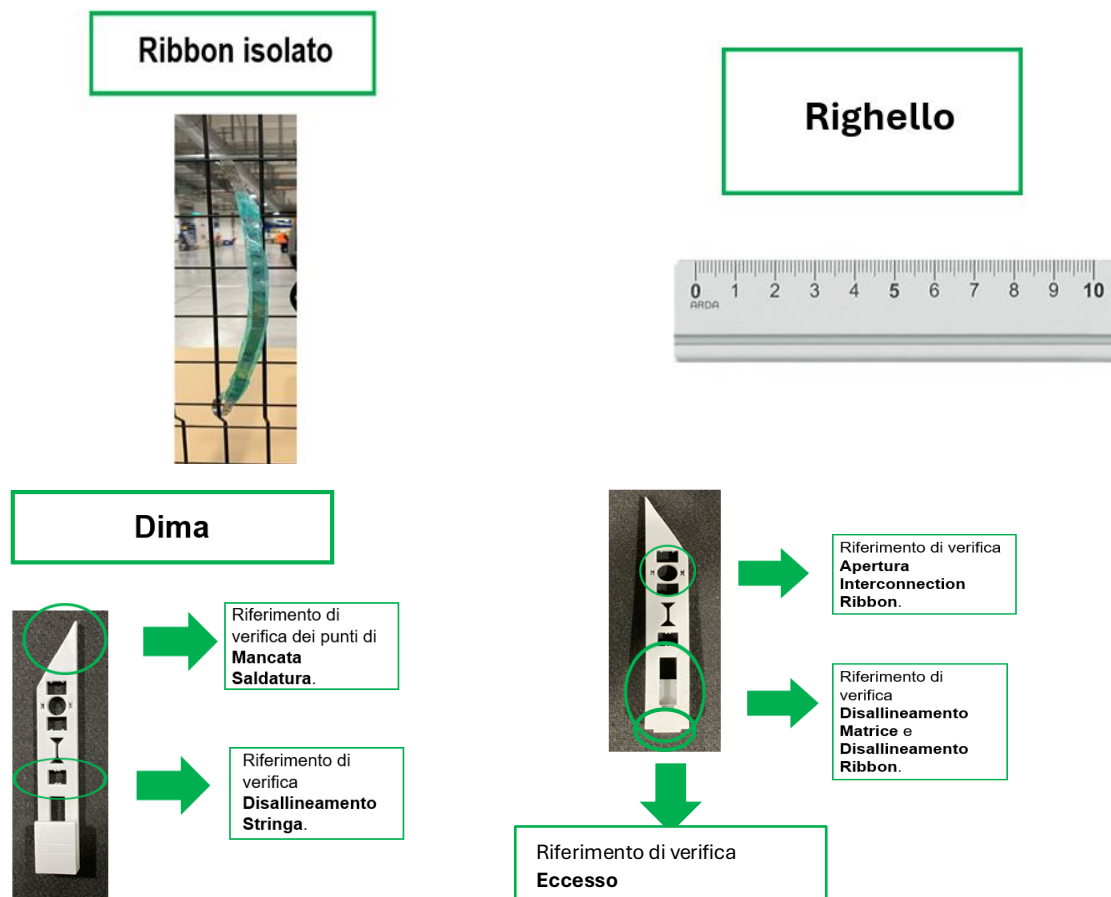 Ribbon isolato
Righello
0 1 2 3 4 5 6 7 8 9 10
ARDA
Dima
Riferimento di
verifica dei punti di
Mancata
Saldatura.
Riferimento di
verifica
Disallineamento
Stringa.
Riferimento di verifica
Apertura
Interconnection
Ribbon.
Riferimento di
verifica
Disallineamento
Matrice e
Disallineamento
Ribbon.
Riferimento di verifica
Eccesso